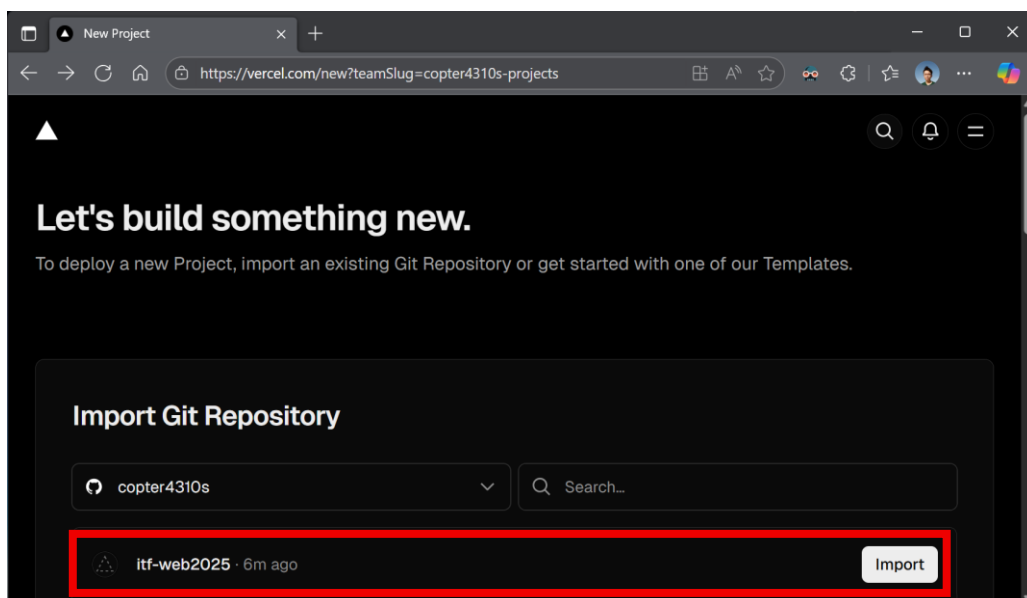 New Project
https://vercel.com/new?teamSlug=copter4310s-projects
Let's build something new.
To deploy a new Project, import an existing Git Repository or get started with one of our Templates.
Import Git Repository
copter4310s
Search...
itf-web2025 · 6m ago
Import